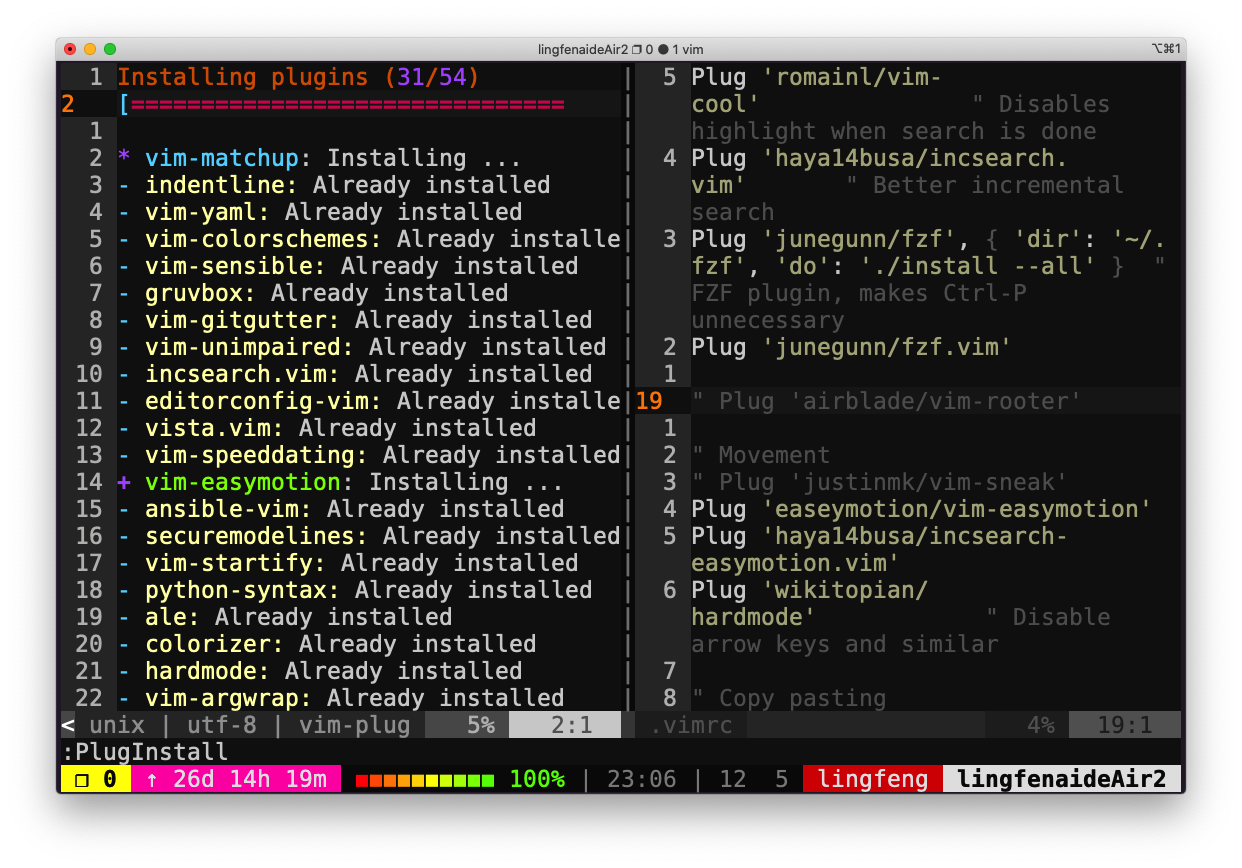 lingfenaideAir2 ❐ 0 ● 1 vim
⌥⌘1
1 Installing plugins (31/54)
2 [===============================
1
2 * vim-matchup: Installing ...
3 - indentline: Already installed
4 - vim-yaml: Already installed
5 - vim-colorschemes: Already installe
6 - vim-sensible: Already installed
7 - gruvbox: Already installed
8 - vim-gitgutter: Already installed
9 - vim-unimpaired: Already installed
10 - incsearch.vim: Already installed
11 - editorconfig-vim: Already installe
12 - vista.vim: Already installed
13 - vim-speeddating: Already installed
14 + vim-easymotion: Installing ...
15 - ansible-vim: Already installed
16 - securemodelines: Already installed
17 - vim-startify: Already installed
18 - python-syntax: Already installed
19 - ale: Already installed
20 - colorizer: Already installed
21 - hardmode: Already installed
22 - vim-argwrap: Already installed
< unix | utf-8 | vim-plug 5% 2:1
5 Plug 'romainl/vim-
cool' " Disables
highlight when search is done
4 Plug 'haya14busa/incsearch.
vim' " Better incremental
search
3 Plug 'junegunn/fzf', { 'dir': '~/.
fzf', 'do': './install --all' } "
FZF plugin, makes Ctrl-P
unnecessary
2 Plug 'junegunn/fzf.vim'
1
19 " Plug 'airblade/vim-rooter'
1
2 " Movement
3 " Plug 'justinmk/vim-sneak'
4 Plug 'easeymotion/vim-easymotion'
5 Plug 'haya14busa/incsearch-
easymotion.vim'
6 Plug 'wikitopian/
hardmode' " Disable
arrow keys and similar
7
8 " Copy pasting
.vimrc 4% 19:1
:PlugInstall
❐ 0 ↑ 26d 14h 19m 100% | 23:06 | 12 5 lingfeng lingfenaideAir2